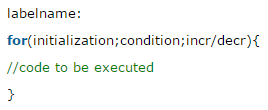 labelname:
for(initialization;condition;incr/decr){
//code to be executed
}